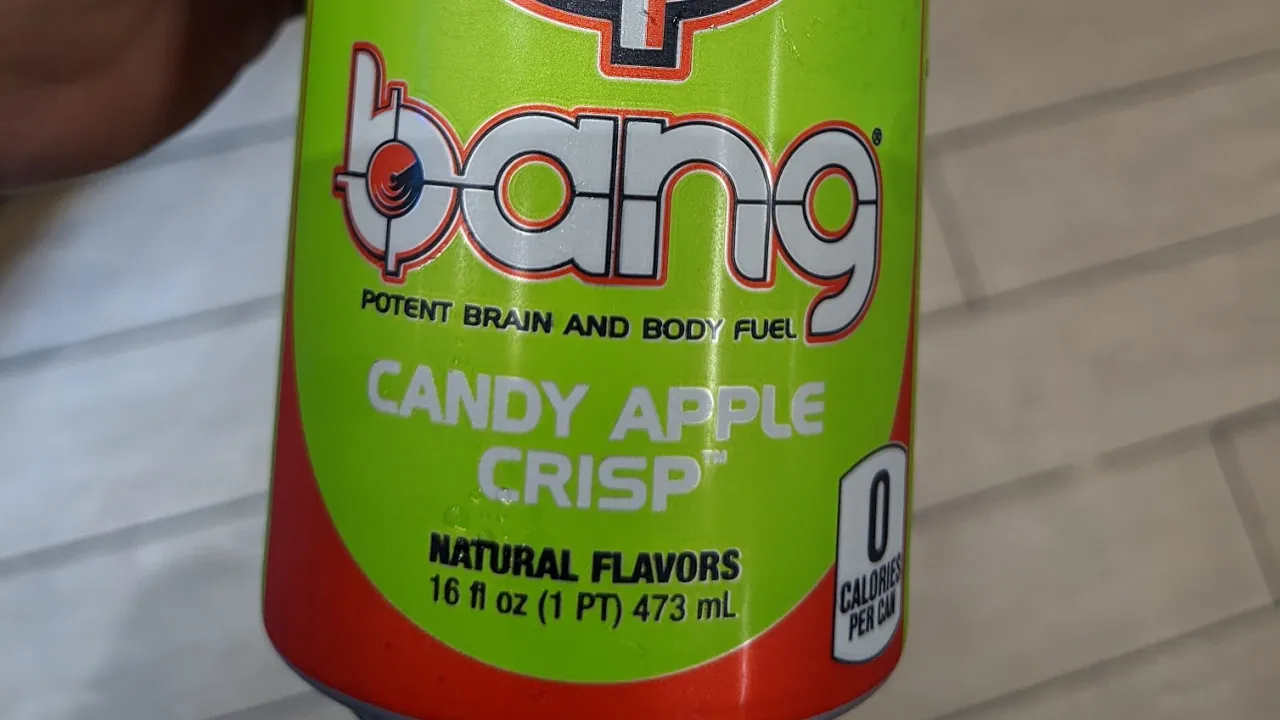 bang®
POTENT BRAIN AND BODY FUEL
CANDY APPLE
CRISP™
NATURAL FLAVORS
16 fl oz (1 PT) 473 mL
0
CALORIES
PER CAN